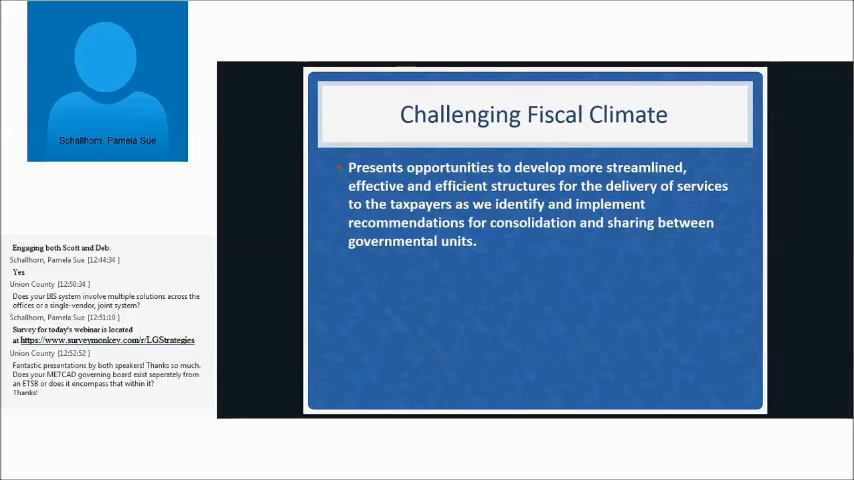 Schallhorn, Pamela Sue
Engaging both Scott and Deb.
Schallhorn, Pamela Sue [12:44:34 ]
Yes
Union County [12:50:34 ]
Does your IJIS system involve multiple solutions across the
offices or a single-vendor, joint system?
Schallhorn, Pamela Sue [12:51:10 ]
Survey for today's webinar is located
at https://www.surveymonkey.com/r/LGStrategies
Union County [12:52:52 ]
Fantastic presentations by both speakers! Thanks so much.
Does your METCAD governing board exist seperately from
an ETSB or does it encompass that within it?
Thanks!
Challenging Fiscal Climate
Presents opportunities to develop more streamlined,
effective and efficient structures for the delivery of services
to the taxpayers as we identify and implement
recommendations for consolidation and sharing between
governmental units.